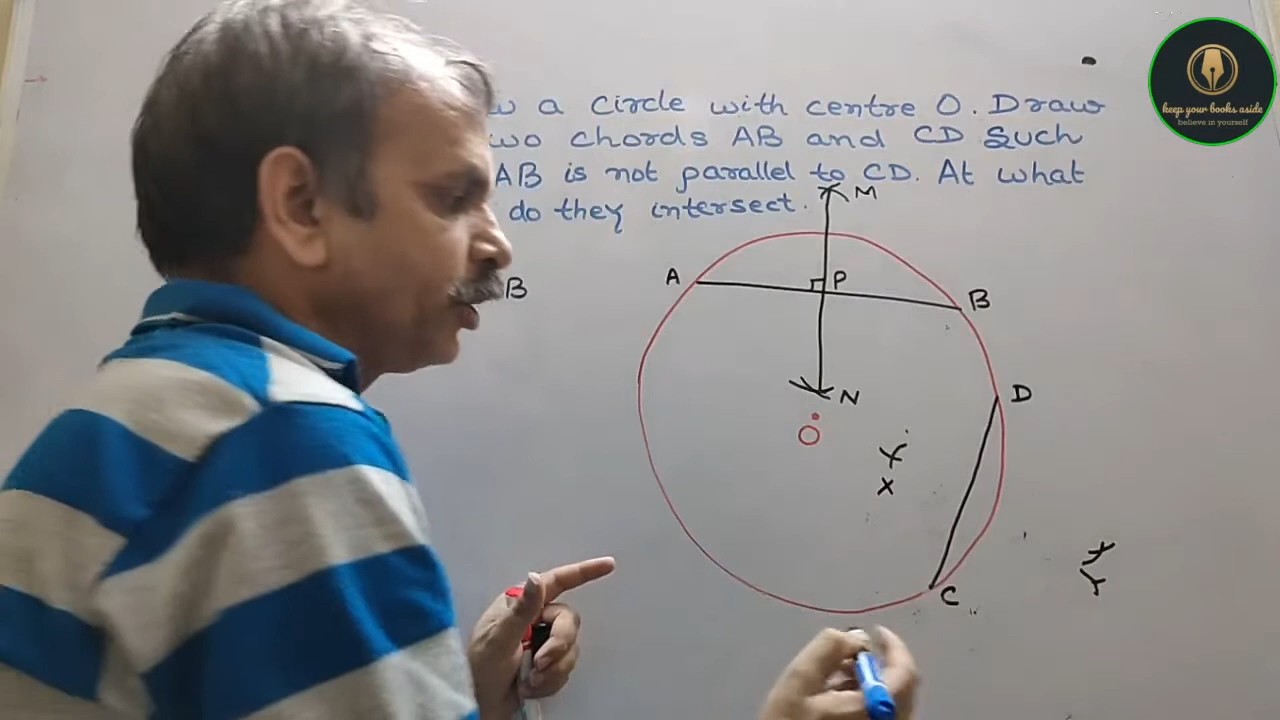 a circle with centre O. Draw
chords AB and CD Such
AB is not parallel to CD. At what
do they intersect.
M
A
P
B
B
D
N
O
X
C
Y
keep your books aside
believe in yourself